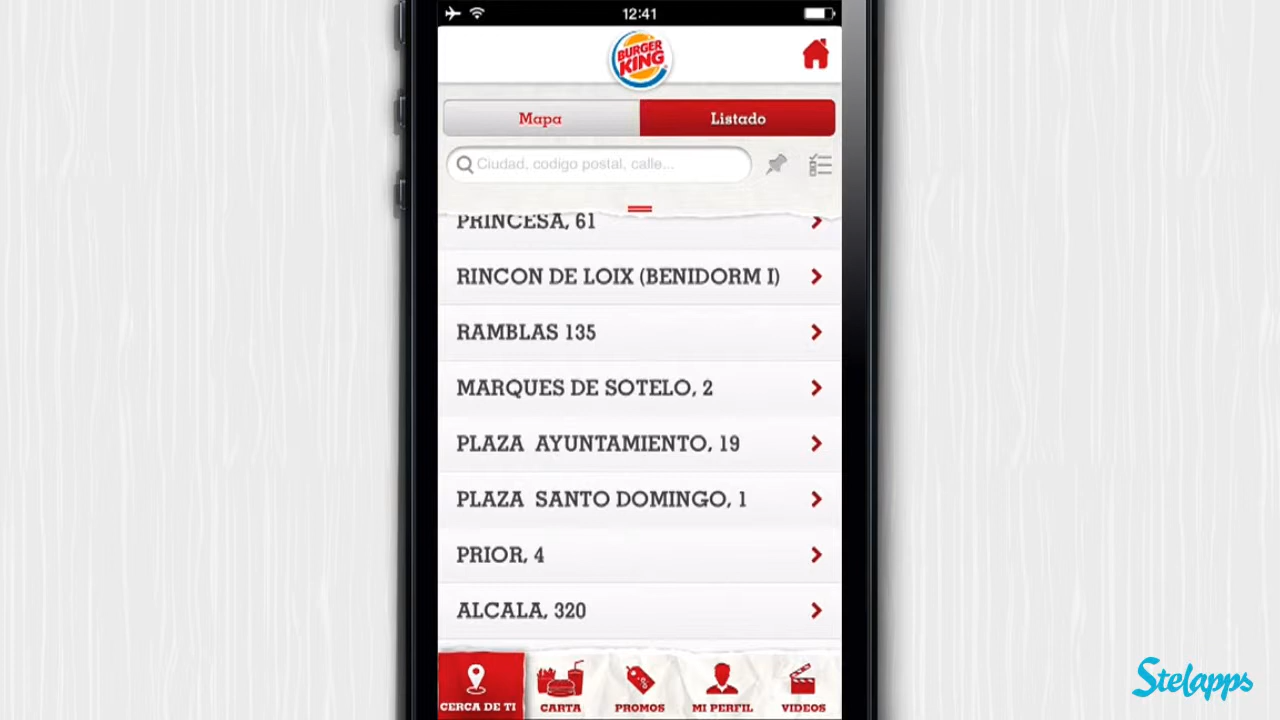 12:41
BURGER
KING
Mapa
Listado
Ciudad, codigo postal, calle...
PRINCESA, 61
RINCON DE LOIX (BENIDORM I)
RAMBLAS 135
MARQUES DE SOTELO, 2
PLAZA AYUNTAMIENTO, 19
PLAZA SANTO DOMINGO, 1
PRIOR, 4
ALCALA, 320
CERCA DE TI
CARTA
PROMOS
MI PERFIL
VIDEOS
Stelapps